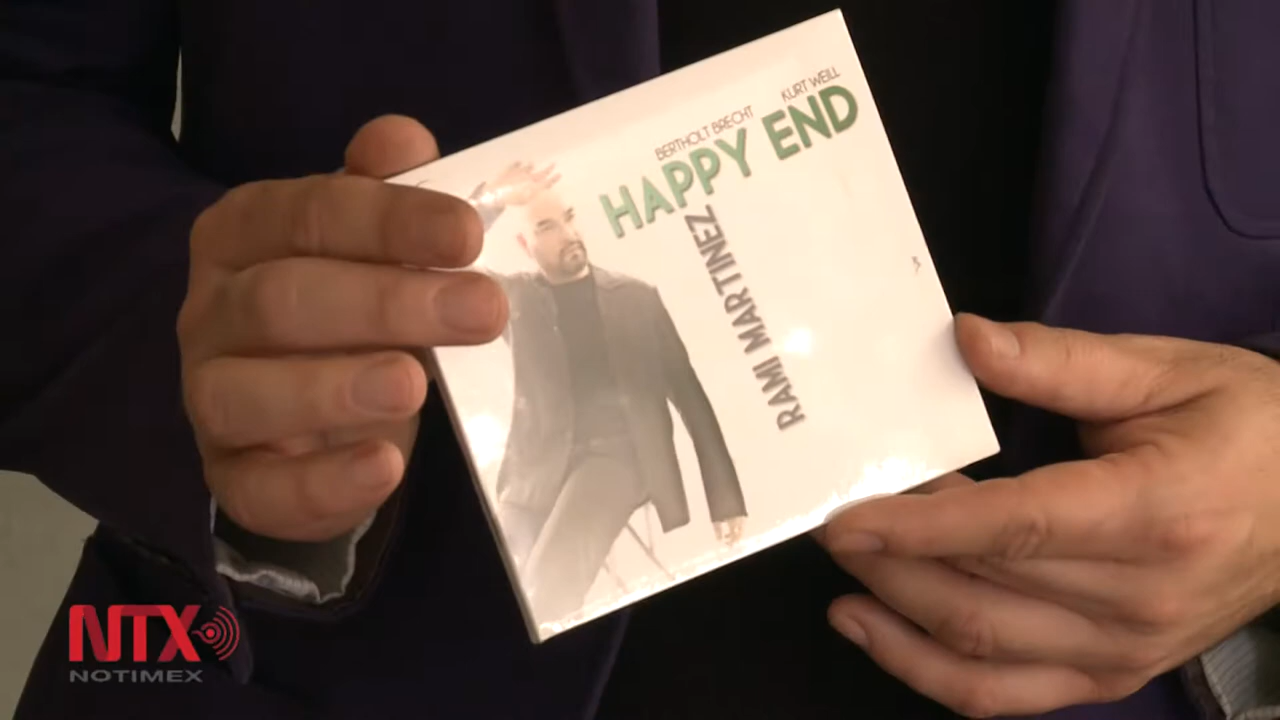 BERTHOLT BRECHT KURT WEILL
HAPPY END
RAMI MARTINEZ
NTX
NOTIMEX